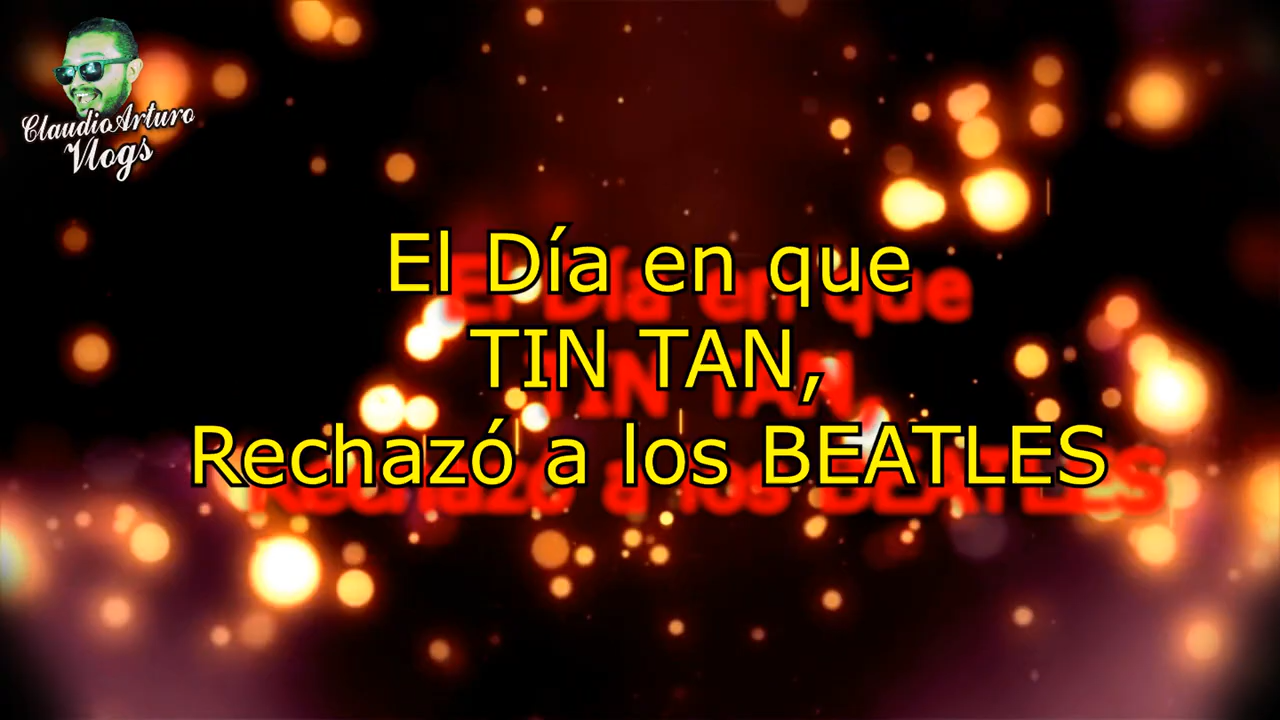 ClaudioArturo
Vlogs
El Día en que
TIN TAN,
Rechazó a los BEATLES